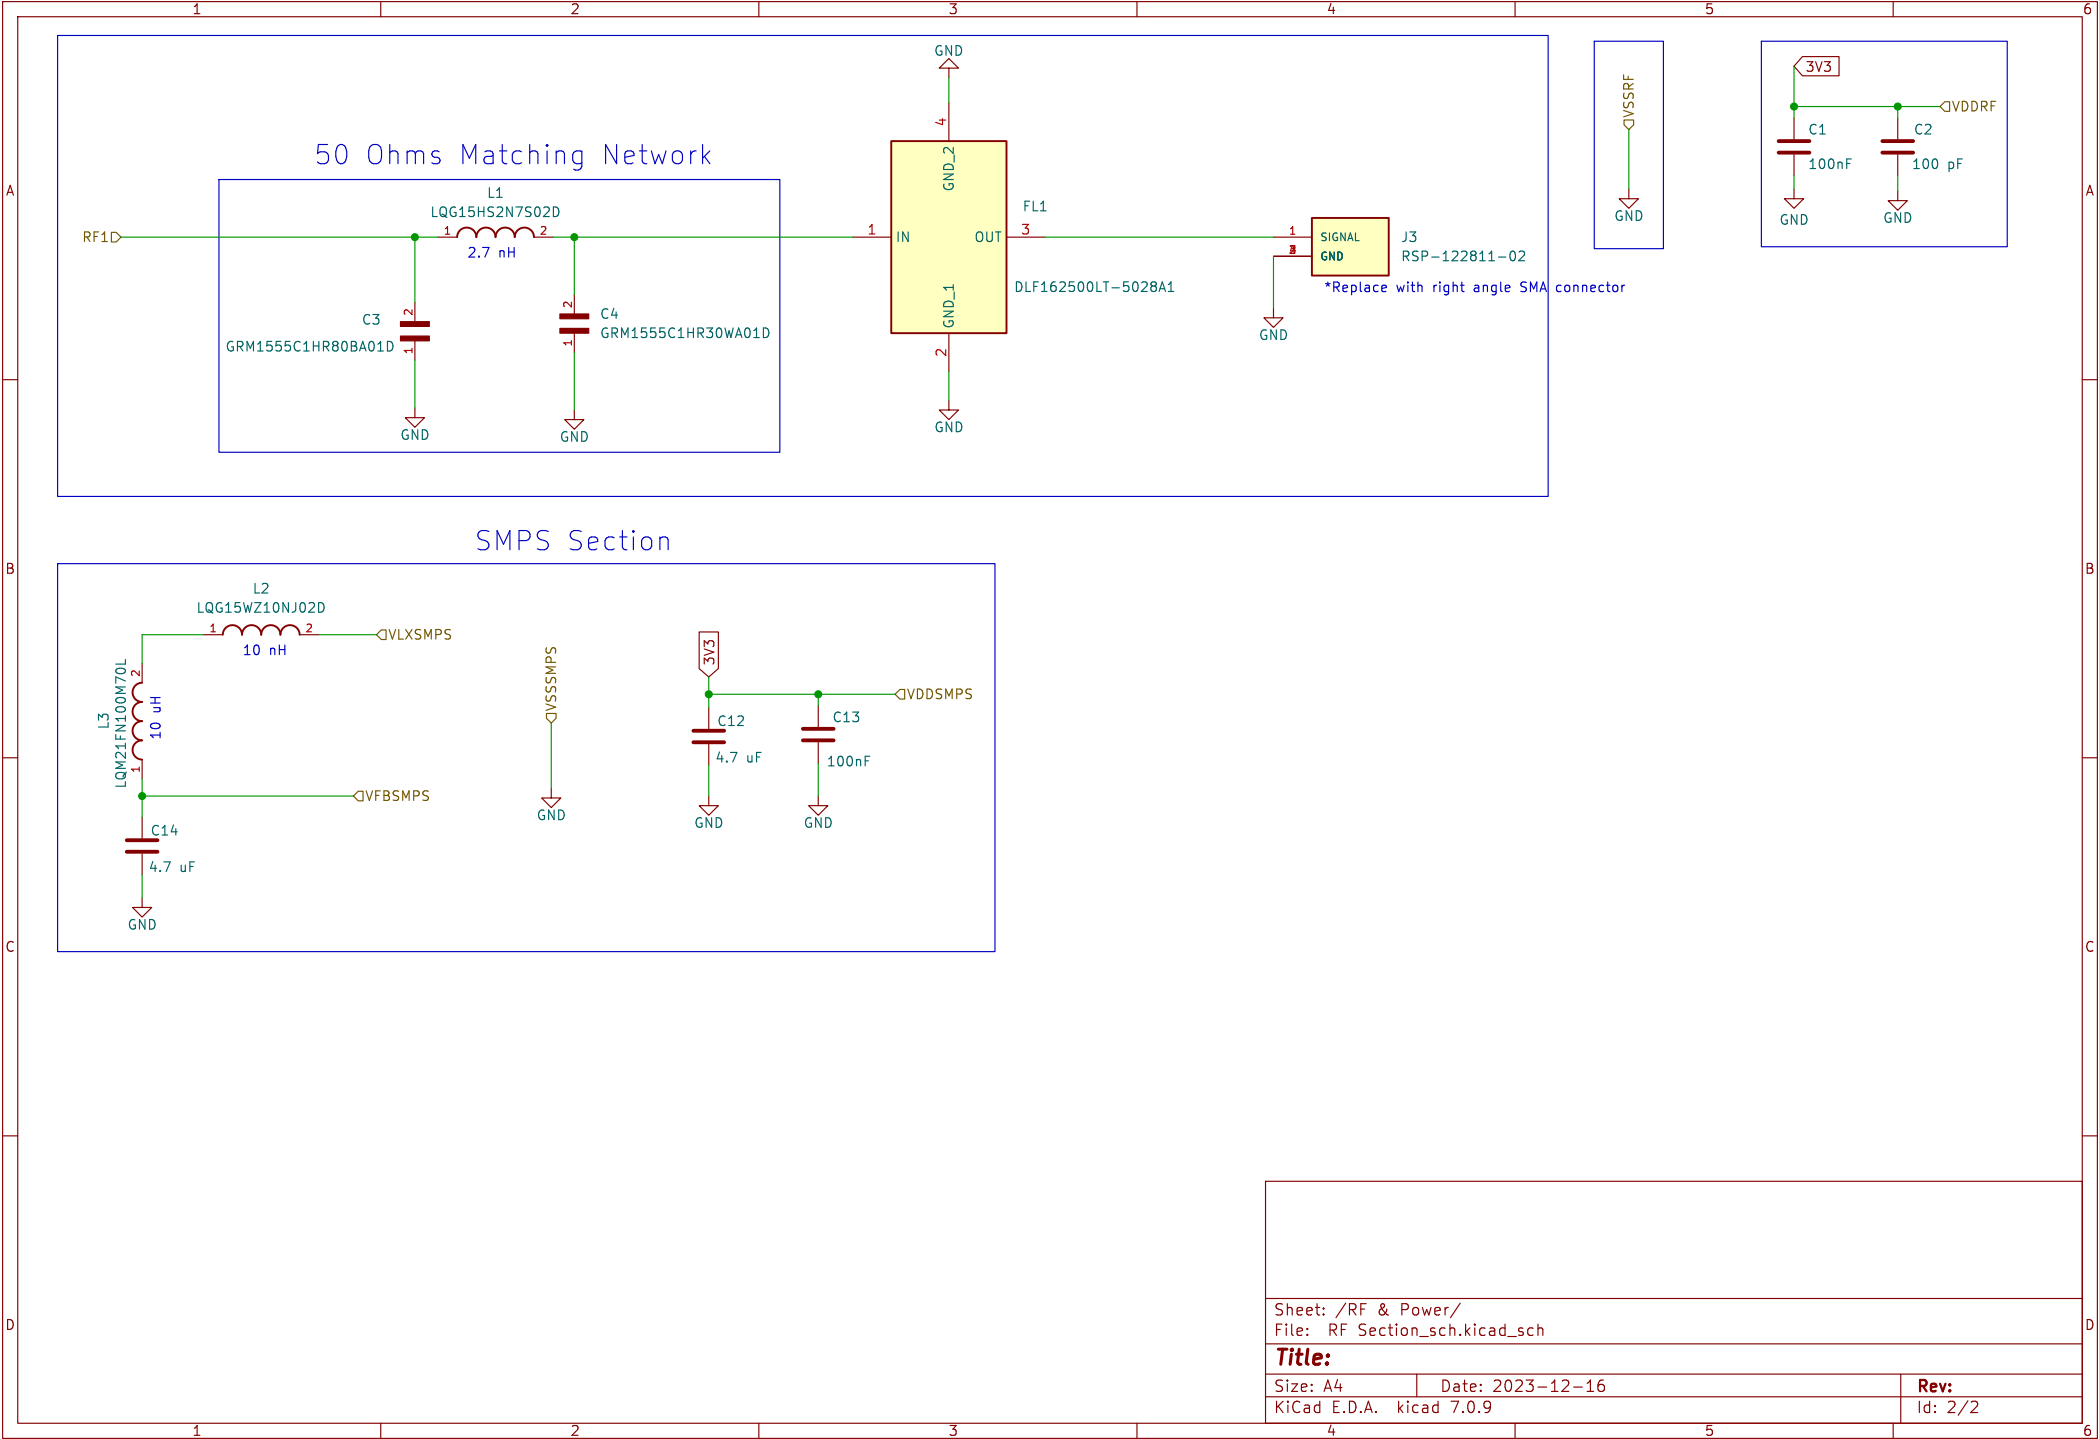 1 2 3 4 5 6
A
B
C
D
50 Ohms Matching Network
RF1
L1
LQG15HS2N7S02D
1 2
2.7 nH
C3
GRM1555C1HR80BA01D
2
1
GND
C4
GRM1555C1HR30WA01D
2
1
GND
GND
4
GND_2
1 IN
OUT 3
GND_1
2
GND
FL1
DLF162500LT-5028A1
1 SIGNAL
GND
J3
RSP-122811-02
*Replace with right angle SMA connector
GND
VSSRF
GND
3V3
VDDRF
C1
100nF
GND
C2
100 pF
GND
SMPS Section
L2
LQG15WZ10NJ02D
1 2
VLXSMPS
10 nH
L3
LQM21FN100M70L
10 uH
2
1
VFBSMPS
C14
4.7 uF
GND
VSSSMPS
GND
3V3
VDDSMPS
C12
4.7 uF
GND
C13
100nF
GND
A
B
C
D
Sheet: /RF & Power/
File: RF Section_sch.kicad_sch
Title:
Size: A4 Date: 2023-12-16 Rev:
KiCad E.D.A. kicad 7.0.9 Id: 2/2
1 2 3 4 5 6